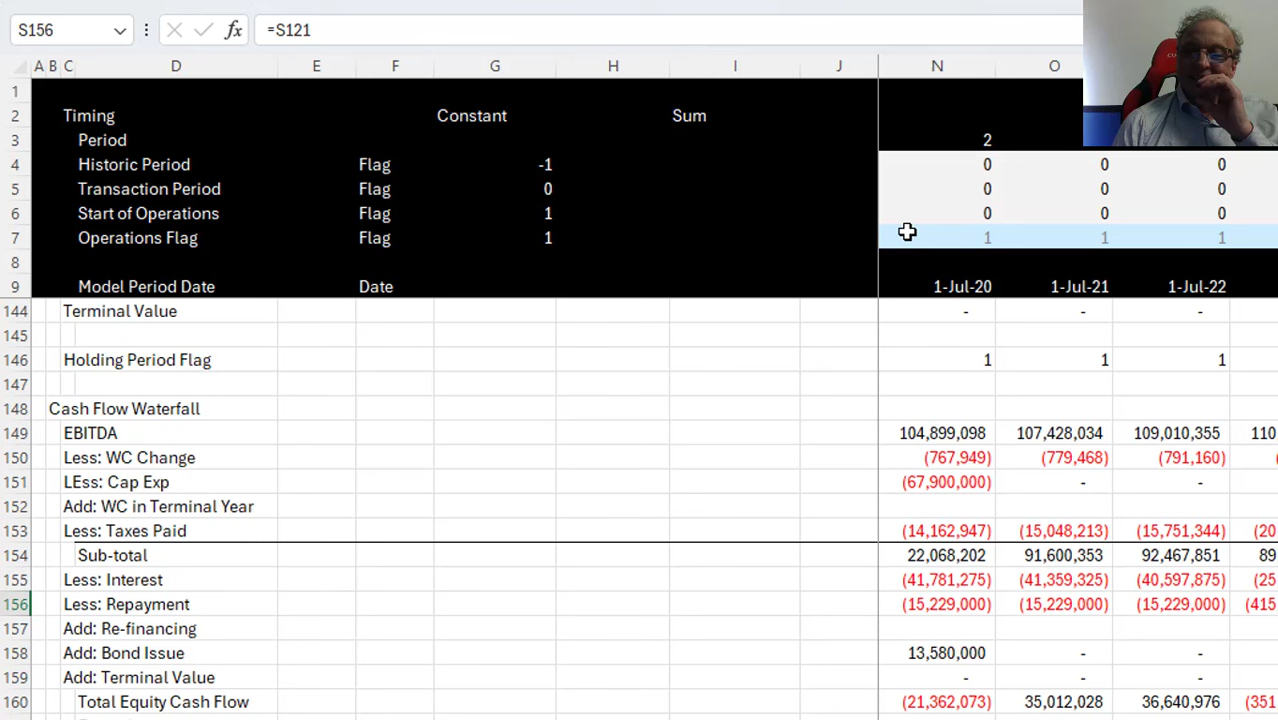 S156 fx =S121
A B C D E F G H I J N O
1
2 Timing Constant Sum
3 Period 2
4 Historic Period Flag -1 0 0 0
5 Transaction Period Flag 0 0 0 0
6 Start of Operations Flag 1 0 0 0
7 Operations Flag Flag 1 1 1 1
8
9 Model Period Date Date 1-Jul-20 1-Jul-21 1-Jul-22
144 Terminal Value - - -
145
146 Holding Period Flag 1 1 1
147
148 Cash Flow Waterfall
149 EBITDA 104,899,098 107,428,034 109,010,355 110
150 Less: WC Change (767,949) (779,468) (791,160) (
151 LEss: Cap Exp (67,900,000) - -
152 Add: WC in Terminal Year
153 Less: Taxes Paid (14,162,947) (15,048,213) (15,751,344) (20
154 Sub-total 22,068,202 91,600,353 92,467,851 89
155 Less: Interest (41,781,275) (41,359,325) (40,597,875) (25
156 Less: Repayment (15,229,000) (15,229,000) (15,229,000) (415
157 Add: Re-financing
158 Add: Bond Issue 13,580,000 - -
159 Add: Terminal Value - - -
160 Total Equity Cash Flow (21,362,073) 35,012,028 36,640,976 (351